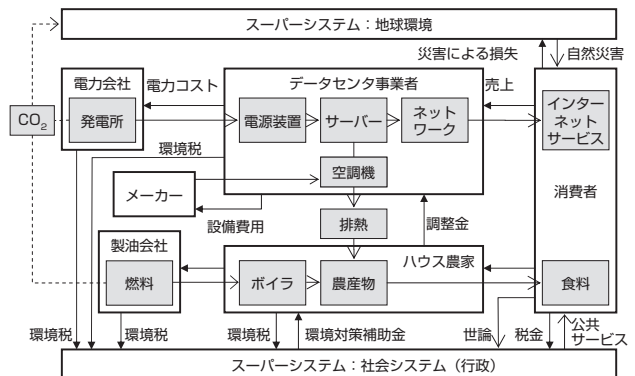 スーパーシステム：地球環境
災害による損失
自然災害
電力会社
電力コスト
データセンタ事業者
売上
CO₂
発電所
電源装置
サーバー
ネット
ワーク
インター
ネット
サービス
環境税
空調機
消費者
メーカー
設備費用
排熱
調整金
製油会社
ハウス農家
燃料
ボイラ
農産物
食料
環境税
環境税
環境税
環境対策補助金
世論
税金
公共
サービス
スーパーシステム：社会システム（行政）